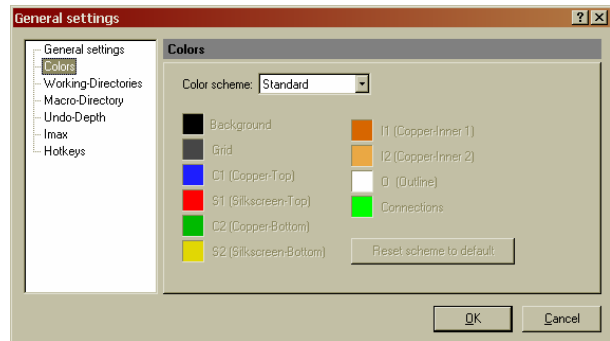 General settings
General settings
Colors
Working-Directories
Macro-Directory
Undo-Depth
Imax
Hotkeys
Colors
Color scheme: Standard
Background
Grid
C1 (Copper-Top)
S1 (Silkscreen-Top)
C2 (Copper-Bottom)
S2 (Silkscreen-Bottom)
I1 (Copper-Inner 1)
I2 (Copper-Inner 2)
O (Outline)
Connections
Reset scheme to default
OK
Cancel